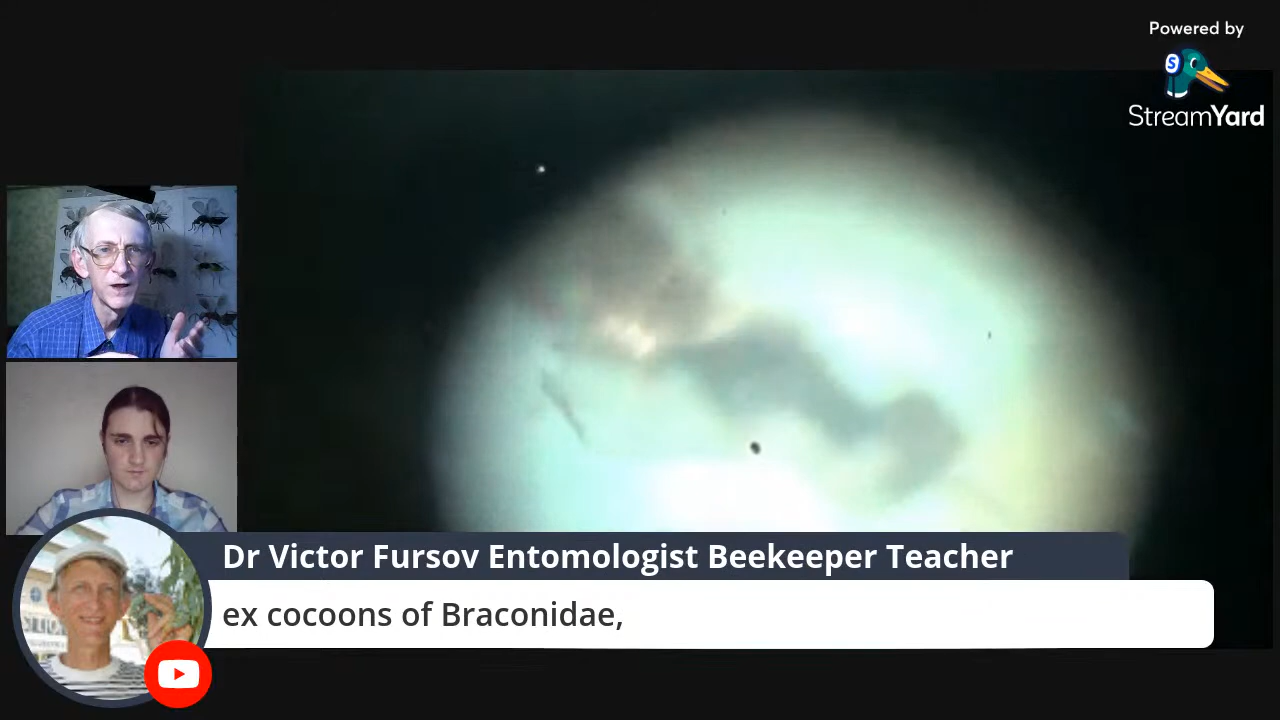 Powered by
S
StreamYard
Dr Victor Fursov Entomologist Beekeeper Teacher
ex cocoons of Braconidae,